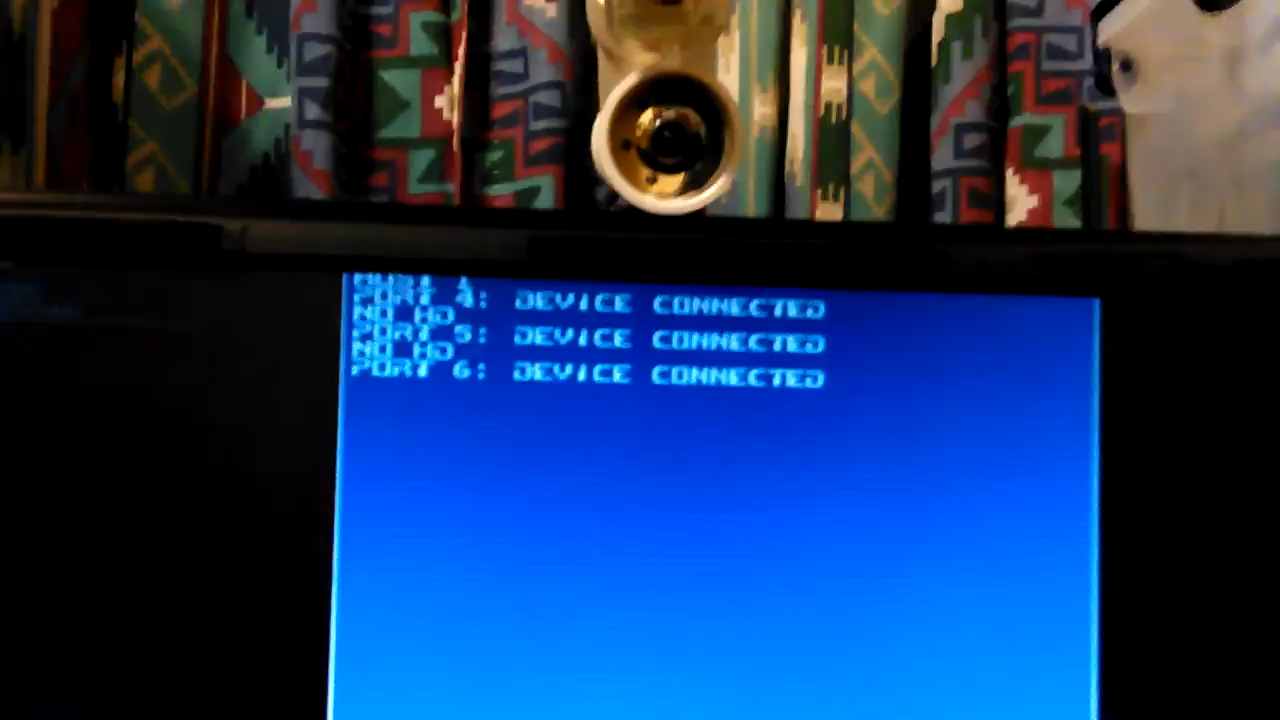 PORT 4: DEVICE CONNECTED
NO HD
PORT 5: DEVICE CONNECTED
NO HD
PORT 6: DEVICE CONNECTED